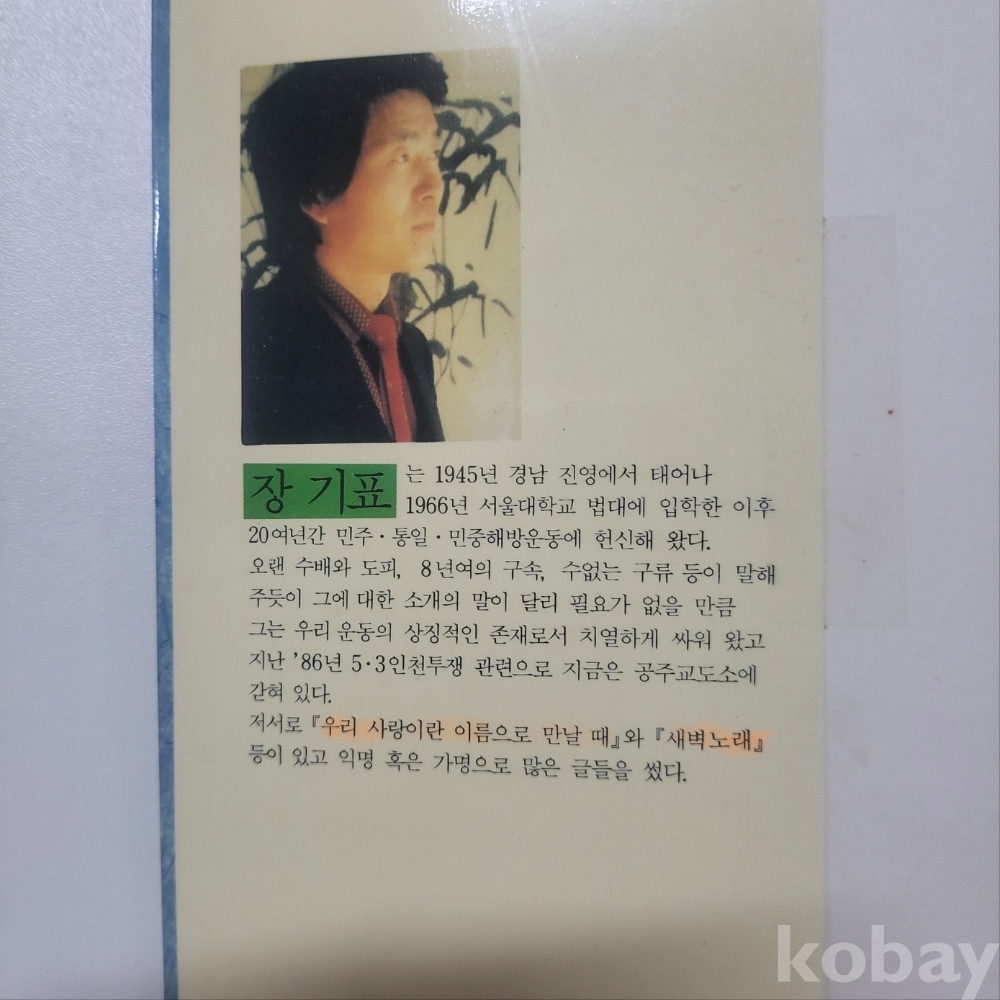 장 기표 는 1945년 경남 진영에서 태어나
1966년 서울대학교 법대에 입학한 이후
20여년간 민주·통일·민중해방운동에 헌신해 왔다.
오랜 수배와 도피, 8년여의 구속, 수없는 구류 등이 말해
주듯이 그에 대한 소개의 말이 달리 필요가 없을 만큼
그는 우리 운동의 상징적인 존재로서 치열하게 싸워 왔고
지난 '86년 5·3인천투쟁 관련으로 지금은 공주교도소에
갇혀 있다.
저서로 『우리 사랑이란 이름으로 만날 때』와 『새벽노래』
등이 있고 익명 혹은 가명으로 많은 글들을 썼다.
kobay